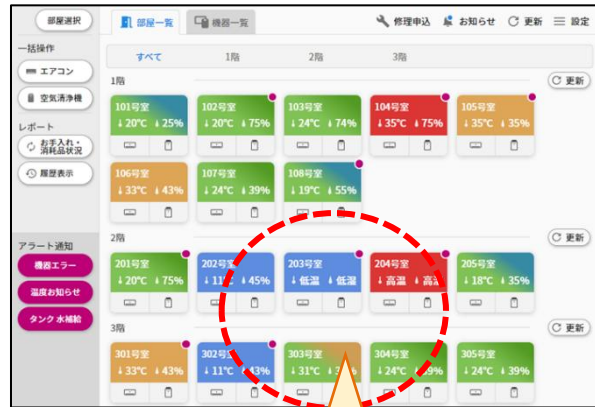 部屋選択
部屋一覧
機器一覧
修理申込
お知らせ
更新
設定
一括操作
エアコン
空気清浄機
レポート
お手入れ・
消耗品状況
履歴表示
アラート通知
機器エラー
温度お知らせ
タンク 水補給
すべて 1階 2階 3階
1階
更新
101号室 102号室 103号室 104号室 105号室
20℃ 25% 20℃ 75% 24℃ 74% 35℃ 75% 35℃ 35%
106号室 107号室 108号室
33℃ 43% 24℃ 39% 19℃ 55%
2階
更新
201号室 202号室 203号室 204号室 205号室
20℃ 75% 11℃ 45% 低温 低湿 高温 18℃ 35%
3階
更新
301号室 302号室 303号室 304号室 305号室
33℃ 43% 11℃ 43% 31℃ 24℃ 24℃ 39%